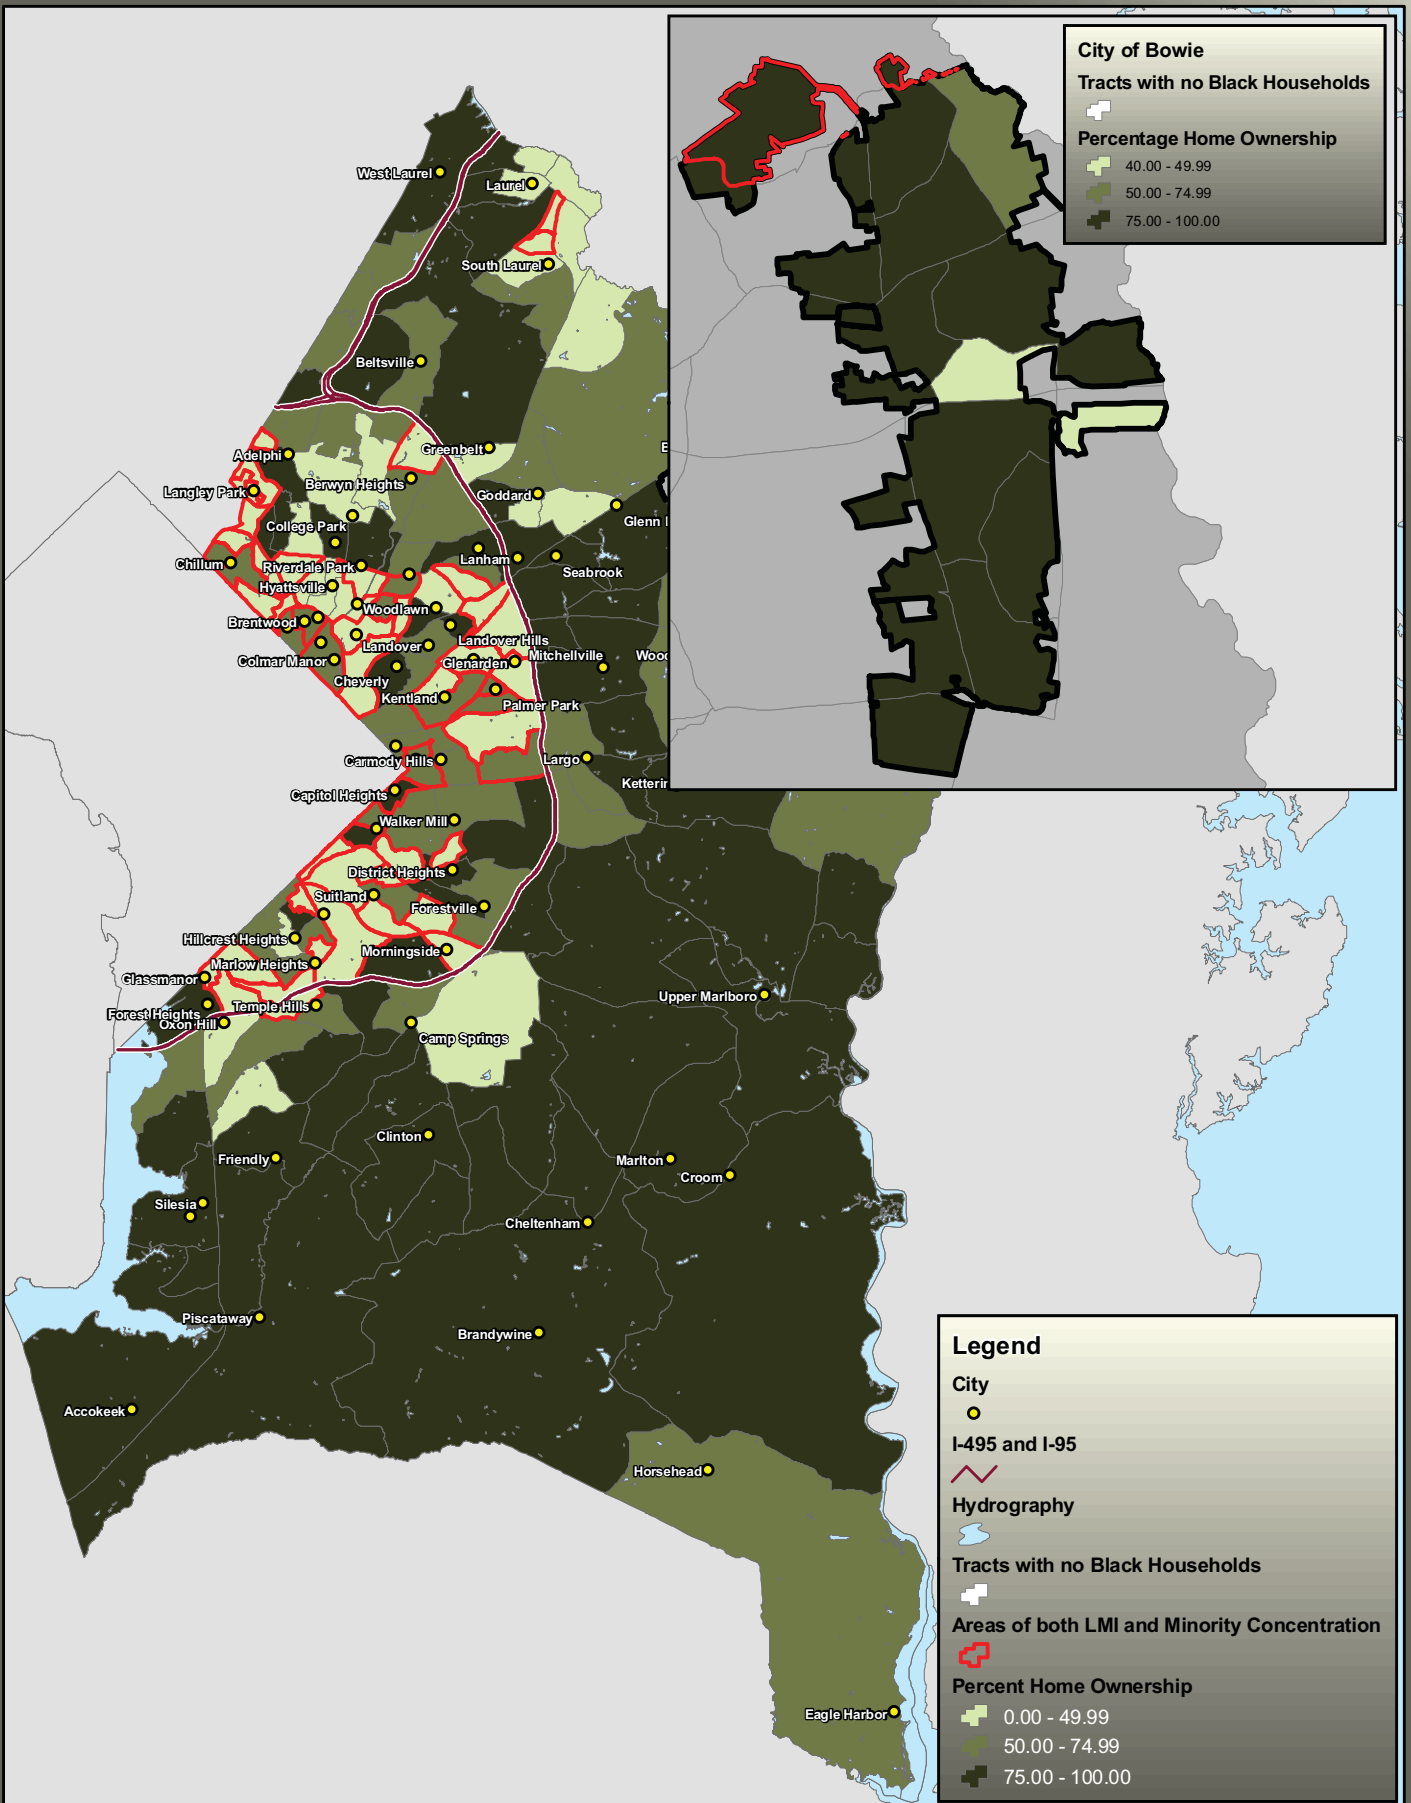 City of Bowie
Tracts with no Black Households
Percentage Home Ownership
40.00 - 49.99
50.00 - 74.99
75.00 - 100.00
West Laurel
Laurel
South Laurel
Beltsville
Greenbelt
Adelphi
Berwyn Heights
Langley Park
Goddard
College Park
Glenn
Lanham
Chillum
Riverdale Park
Seabrook
Hyattsville
Woodlawn
Brentwood
Landover Hills
Landover
Mitchellville
Wood
Colmar Manor
Glenarden
Cheverly
Kentland
Palmer Park
Largo
Carmody Hills
Ketterin
Capitol Heights
Walker Mill
District Heights
Suitland
Forestville
Hillcrest Heights
Morningside
Marlow Heights
Glassmanor
Upper Marlboro
Temple Hills
Forest Heights
Oxon Hill
Camp Springs
Clinton
Friendly
Marlton
Croom
Silesia
Cheltenham
Piscataway
Brandywine
Accokeek
Horsehead
Eagle Harbor
Legend
City
I-495 and I-95
Hydrography
Tracts with no Black Households
Areas of both LMI and Minority Concentration
Percent Home Ownership
0.00 - 49.99
50.00 - 74.99
75.00 - 100.00